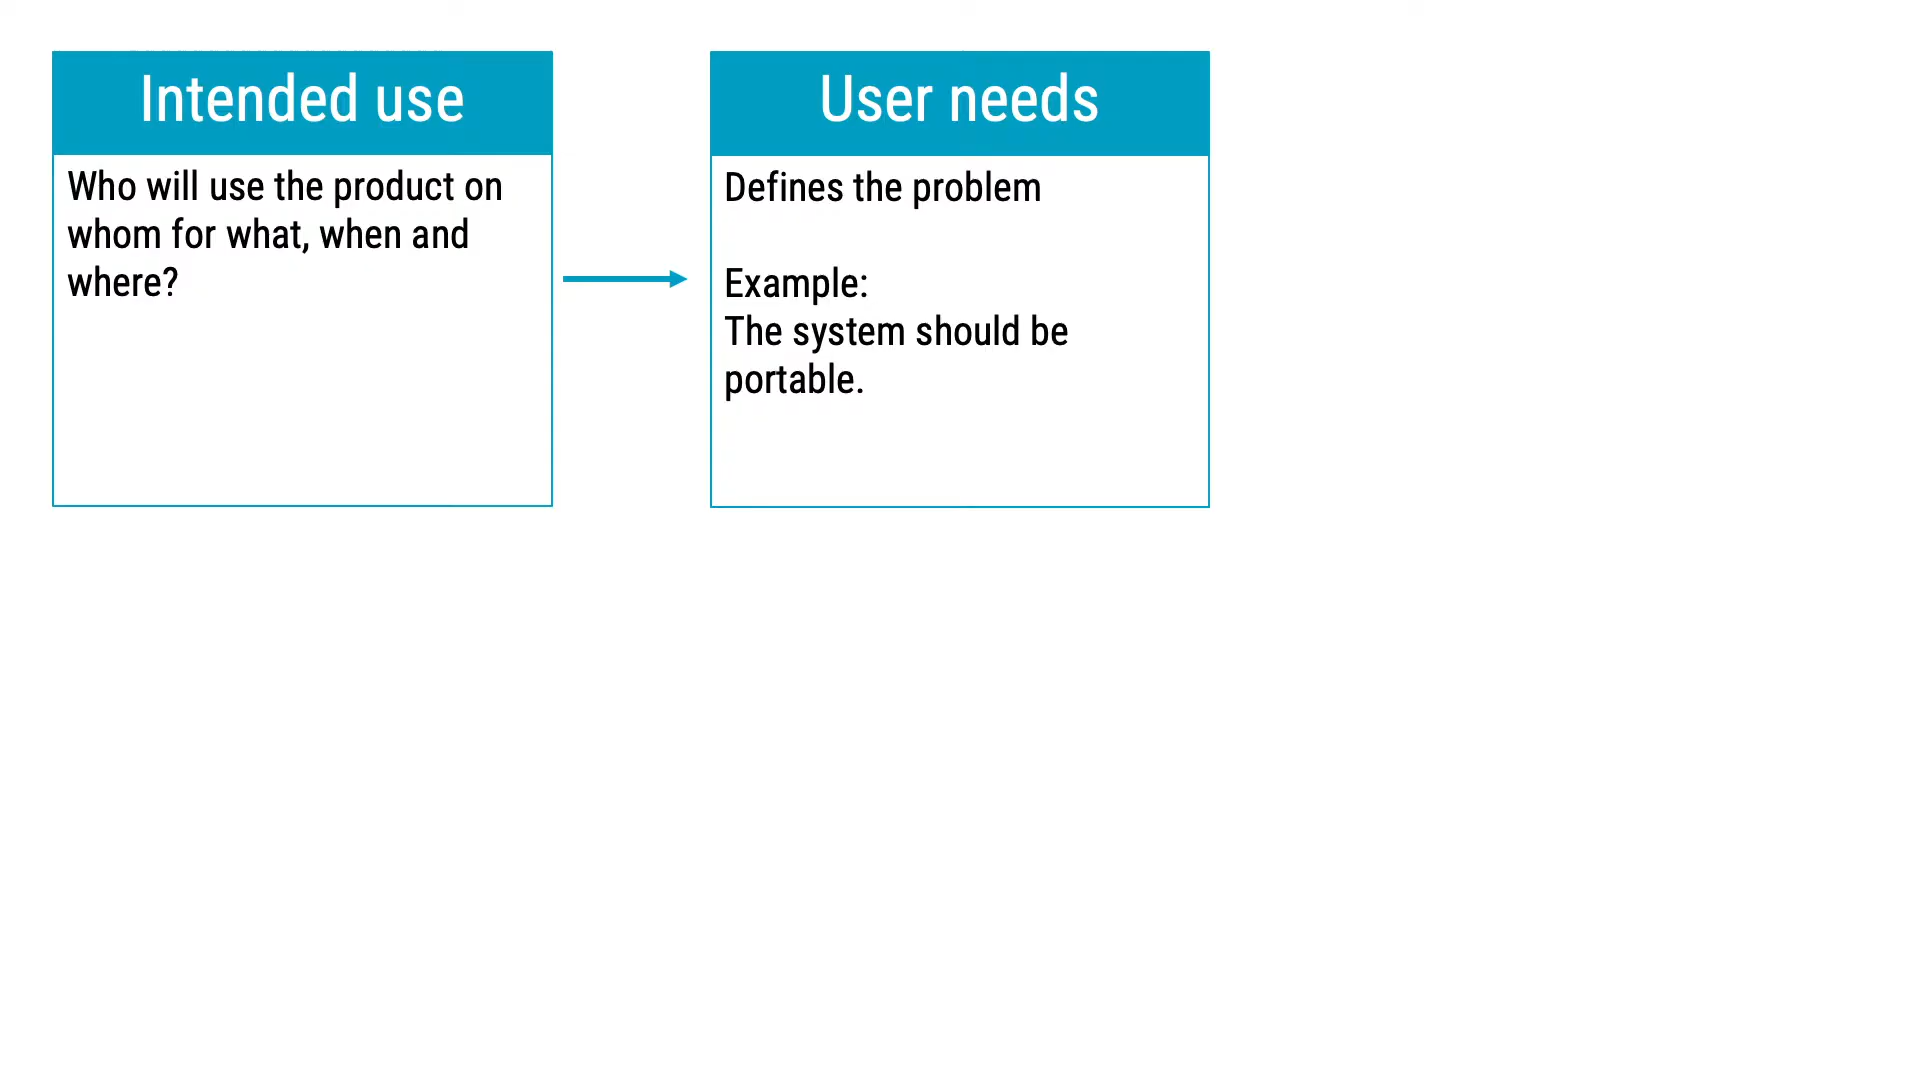 Intended use
Who will use the product on
whom for what, when and
where?
User needs
Defines the problem
Example:
The system should be
portable.